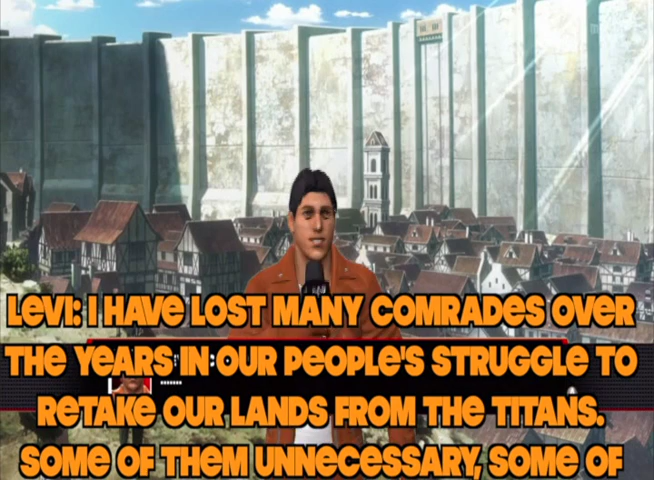 LEVI: I HAVE LOST MANY COMRADES OVER
THE YEARS IN OUR PEOPLE'S STRUGGLE TO
RETAKE OUR LANDS FROM THE TITANS.
SOME OF THEM UNNECESSARY, SOME OF